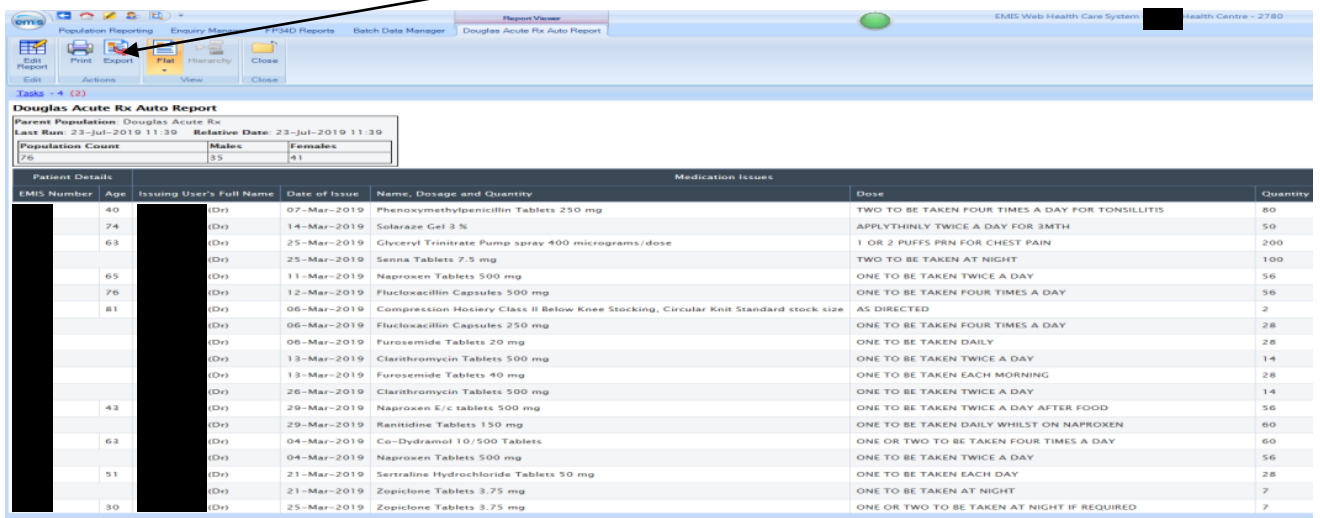 emis Report Viewer EMIS Web Health Care System Health Centre - 2780
Population Reporting Enquiry Manager FP34D Reports Batch Data Manager Douglas Acute Rx Auto Report
Edit Report Print Export Flat Hierarchy Close
Edit Actions View Close
Tasks - 4 (2)
Douglas Acute Rx Auto Report
Parent Population: Douglas Acute Rx
Last Run: 23-Jul-2019 11:39 Relative Date: 23-Jul-2019 11:39
Population Count Males Females
76 35 41
Patient Details Medication Issues
EMIS Number Age Issuing User's Full Name Date of Issue Name, Dosage and Quantity Dose Quantity
40 (Dr) 07-Mar-2019 Phenoxymethylpenicillin Tablets 250 mg TWO TO BE TAKEN FOUR TIMES A DAY FOR TONSILLITIS 80
74 (Dr) 14-Mar-2019 Solaraze Gel 3 % APPLYTHINLY TWICE A DAY FOR 3MTH 50
63 (Dr) 25-Mar-2019 Glyceryl Trinitrate Pump spray 400 micrograms/dose 1 OR 2 PUFFS PRN FOR CHEST PAIN 200
(Dr) 25-Mar-2019 Senna Tablets 7.5 mg TWO TO BE TAKEN AT NIGHT 100
65 (Dr) 11-Mar-2019 Naproxen Tablets 500 mg ONE TO BE TAKEN TWICE A DAY 56
76 (Dr) 12-Mar-2019 Flucloxacillin Capsules 500 mg ONE TO BE TAKEN FOUR TIMES A DAY 56
81 (Dr) 06-Mar-2019 Compression Hosiery Class II Below Knee Stocking, Circular Knit Standard stock size AS DIRECTED 2
(Dr) 06-Mar-2019 Flucloxacillin Capsules 250 mg ONE TO BE TAKEN FOUR TIMES A DAY 28
(Dr) 06-Mar-2019 Furosemide Tablets 20 mg ONE TO BE TAKEN DAILY 28
(Dr) 13-Mar-2019 Clarithromycin Tablets 500 mg ONE TO BE TAKEN TWICE A DAY 14
(Dr) 13-Mar-2019 Furosemide Tablets 40 mg ONE TO BE TAKEN EACH MORNING 28
(Dr) 26-Mar-2019 Clarithromycin Tablets 500 mg ONE TO BE TAKEN TWICE A DAY 14
43 (Dr) 29-Mar-2019 Naproxen E/c tablets 500 mg ONE TO BE TAKEN TWICE A DAY AFTER FOOD 56
(Dr) 29-Mar-2019 Ranitidine Tablets 150 mg ONE TO BE TAKEN DAILY WHILST ON NAPROXEN 60
63 (Dr) 04-Mar-2019 Co-Dydramol 10/500 Tablets ONE OR TWO TO BE TAKEN FOUR TIMES A DAY 60
(Dr) 04-Mar-2019 Naproxen Tablets 500 mg ONE TO BE TAKEN TWICE A DAY 56
51 (Dr) 21-Mar-2019 Sertraline Hydrochloride Tablets 50 mg ONE TO BE TAKEN EACH DAY 28
(Dr) 21-Mar-2019 Zopiclone Tablets 3.75 mg ONE TO BE TAKEN AT NIGHT 7
30 (Dr) 25-Mar-2019 Zopiclone Tablets 3.75 mg ONE OR TWO TO BE TAKEN AT NIGHT IF REQUIRED 7